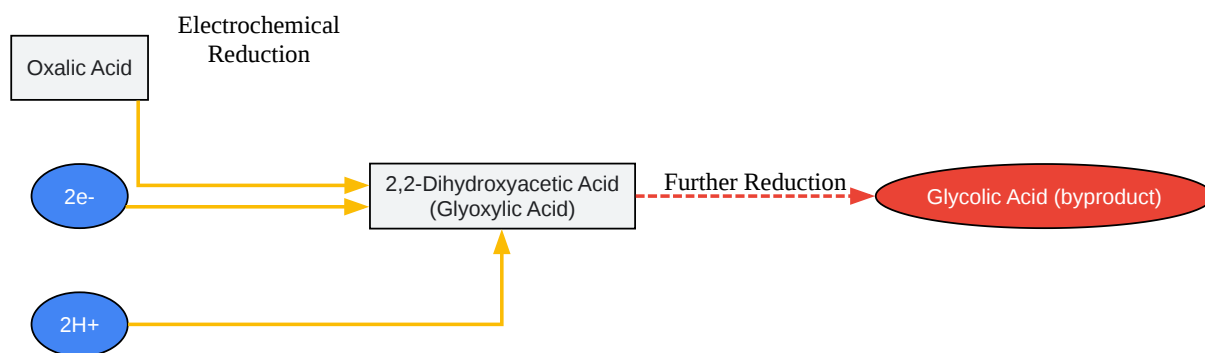 Electrochemical
Reduction
Oxalic Acid
2e-
2,2-Dihydroxyacetic Acid
(Glyoxylic Acid)
Further Reduction
Glycolic Acid (byproduct)
2H+